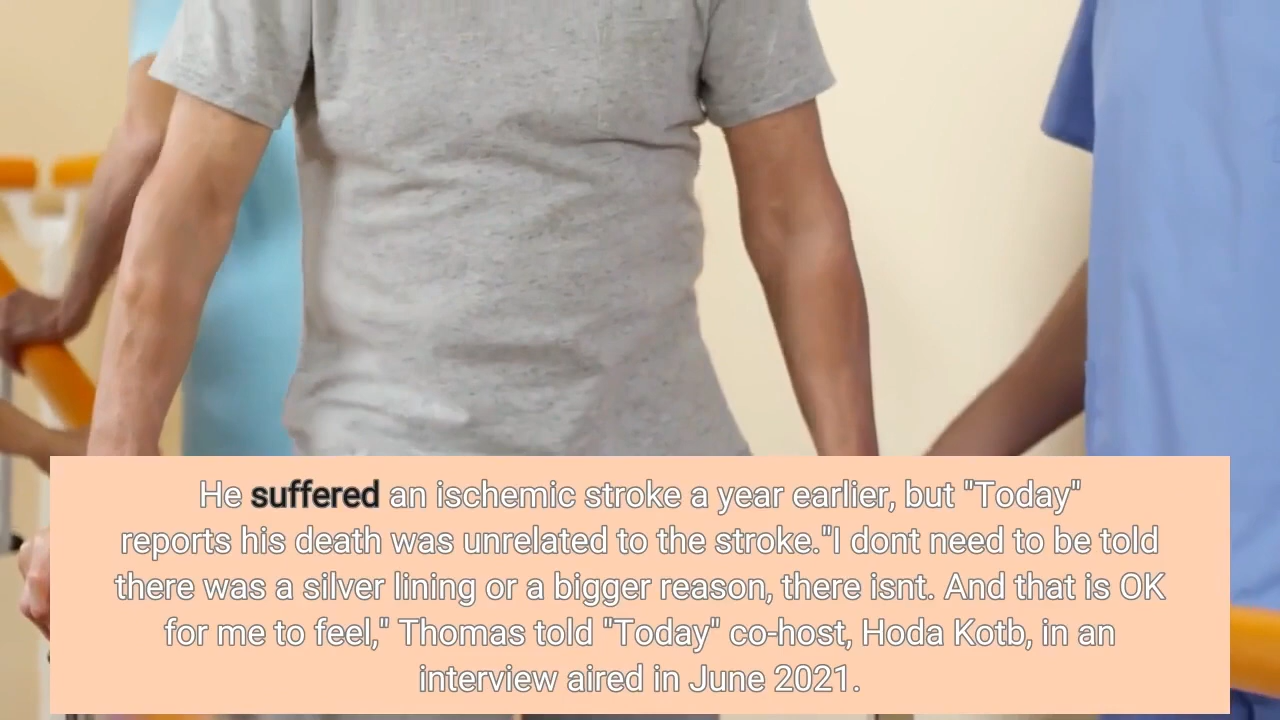 He suffered an ischemic stroke a year earlier, but "Today"
reports his death was unrelated to the stroke."I dont need to be told
there was a silver lining or a bigger reason, there isnt. And that is OK
for me to feel," Thomas told "Today" co-host, Hoda Kotb, in an
interview aired in June 2021.